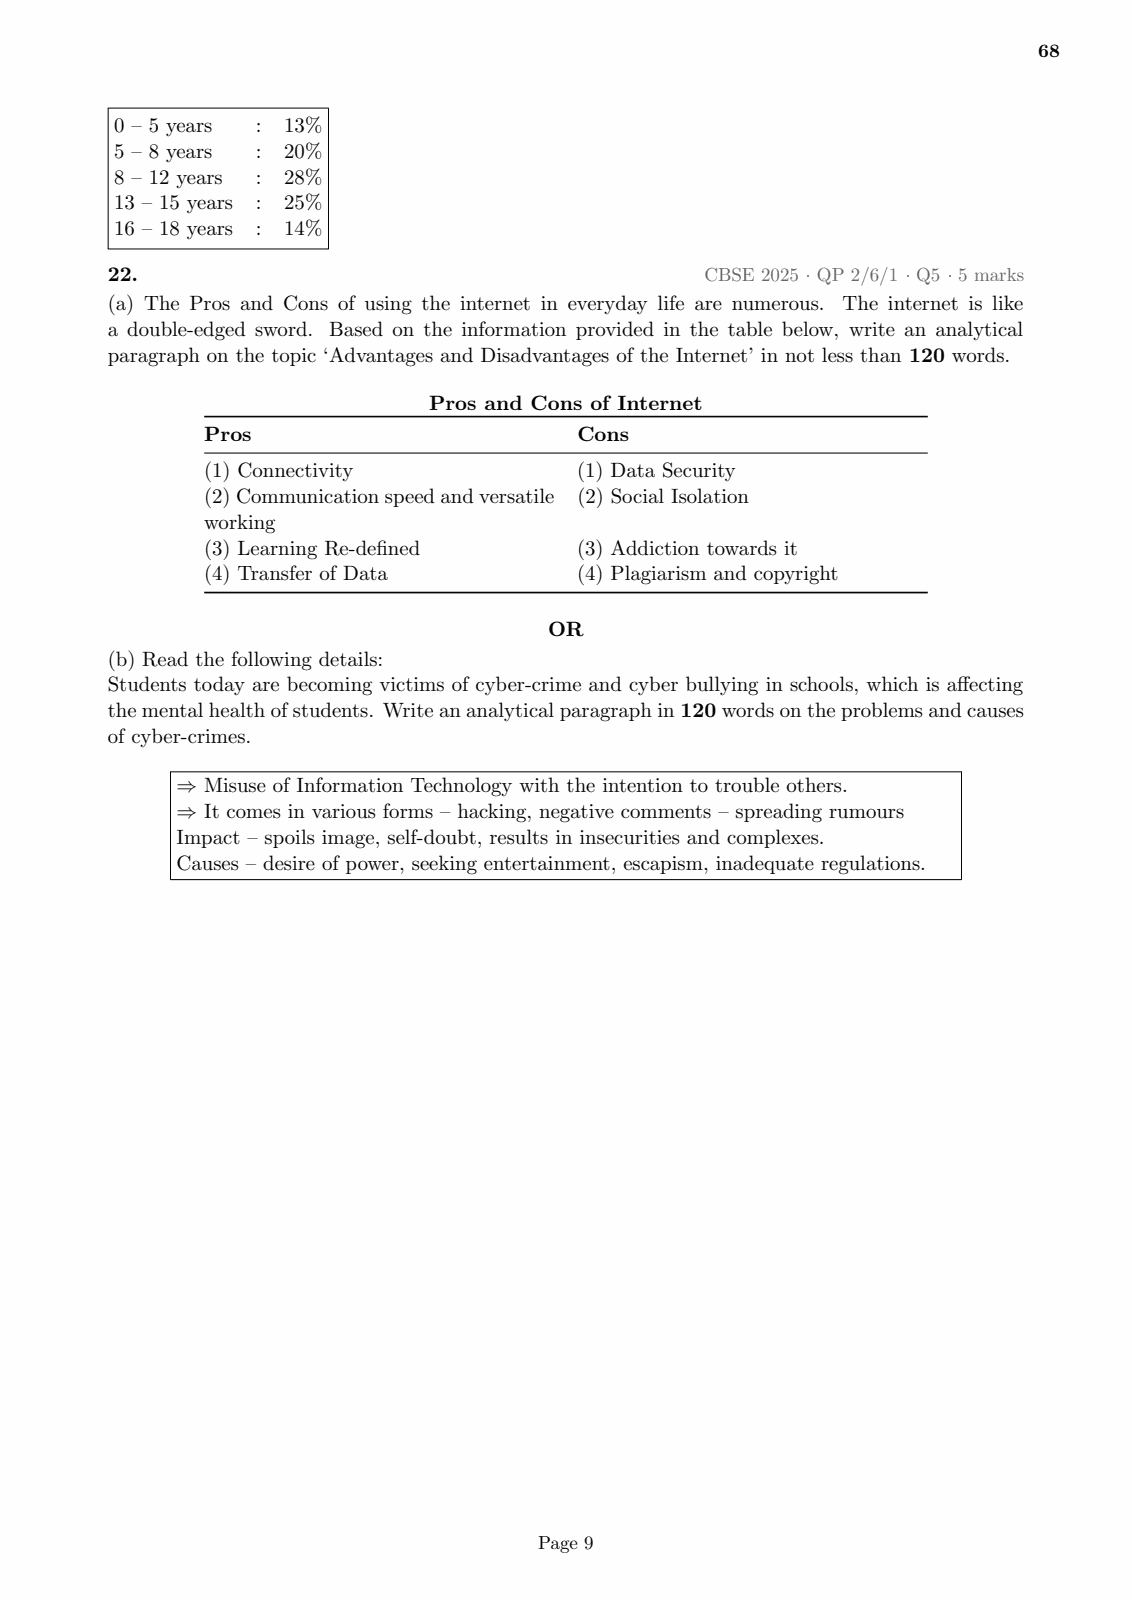 68
0 – 5 years : 13%
5 – 8 years : 20%
8 – 12 years : 28%
13 – 15 years : 25%
16 – 18 years : 14%
22. CBSE 2025 · QP 2/6/1 · Q5 · 5 marks
(a) The Pros and Cons of using the internet in everyday life are numerous. The internet is like
a double-edged sword. Based on the information provided in the table below, write an analytical
paragraph on the topic ‘Advantages and Disadvantages of the Internet’ in not less than 120 words.
Pros and Cons of Internet
Pros Cons
(1) Connectivity (1) Data Security
(2) Communication speed and versatile (2) Social Isolation
working
(3) Learning Re-defined (3) Addiction towards it
(4) Transfer of Data (4) Plagiarism and copyright
OR
(b) Read the following details:
Students today are becoming victims of cyber-crime and cyber bullying in schools, which is affecting
the mental health of students. Write an analytical paragraph in 120 words on the problems and causes
of cyber-crimes.
⇒ Misuse of Information Technology with the intention to trouble others.
⇒ It comes in various forms – hacking, negative comments – spreading rumours
Impact – spoils image, self-doubt, results in insecurities and complexes.
Causes – desire of power, seeking entertainment, escapism, inadequate regulations.
Page 9